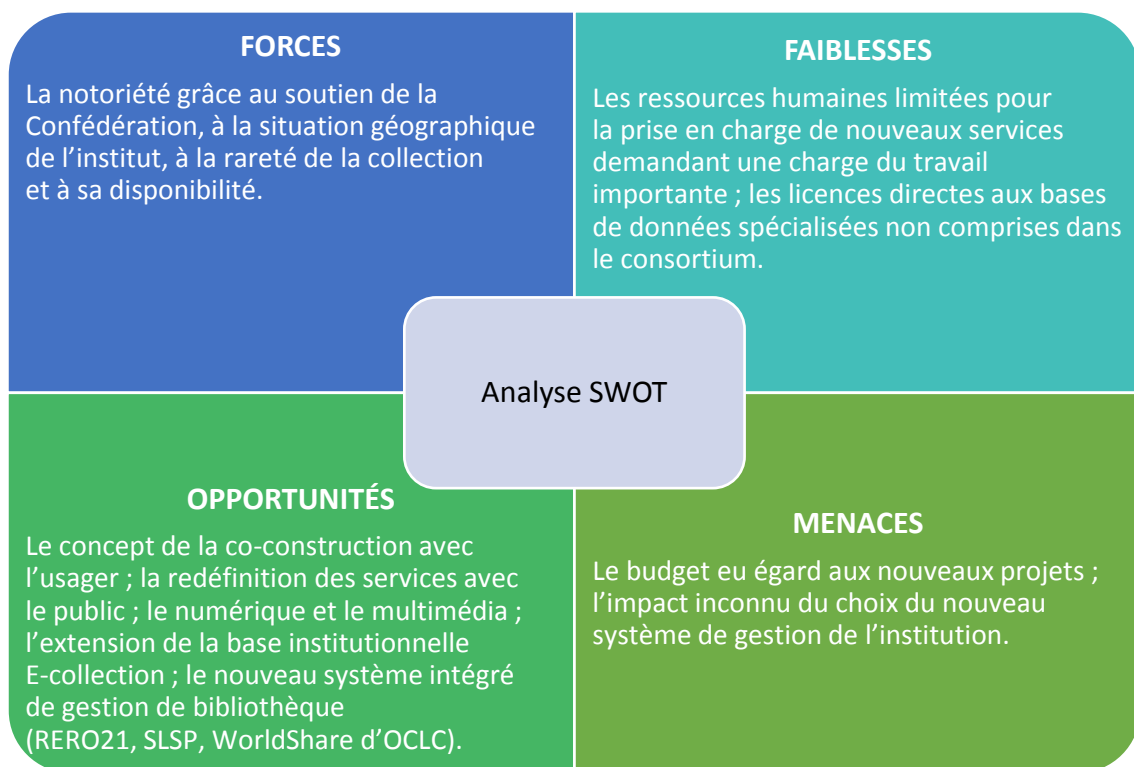 FORCES
La notoriété grâce au soutien de la
Confédération, à la situation géographique
de l’institut, à la rareté de la collection
et à sa disponibilité.
FAIBLESSES
Les ressources humaines limitées pour
la prise en charge de nouveaux services
demandant une charge du travail
importante ; les licences directes aux bases
de données spécialisées non comprises dans
le consortium.
Analyse SWOT
OPPORTUNITÉS
Le concept de la co-construction avec
l’usager ; la redéfinition des services avec
le public ; le numérique et le multimédia ;
l’extension de la base institutionnelle
E-collection ; le nouveau système intégré
de gestion de bibliothèque
(RERO21, SLSP, WorldShare d’OCLC).
MENACES
Le budget eu égard aux nouveaux projets ;
l’impact inconnu du choix du nouveau
système de gestion de l’institution.